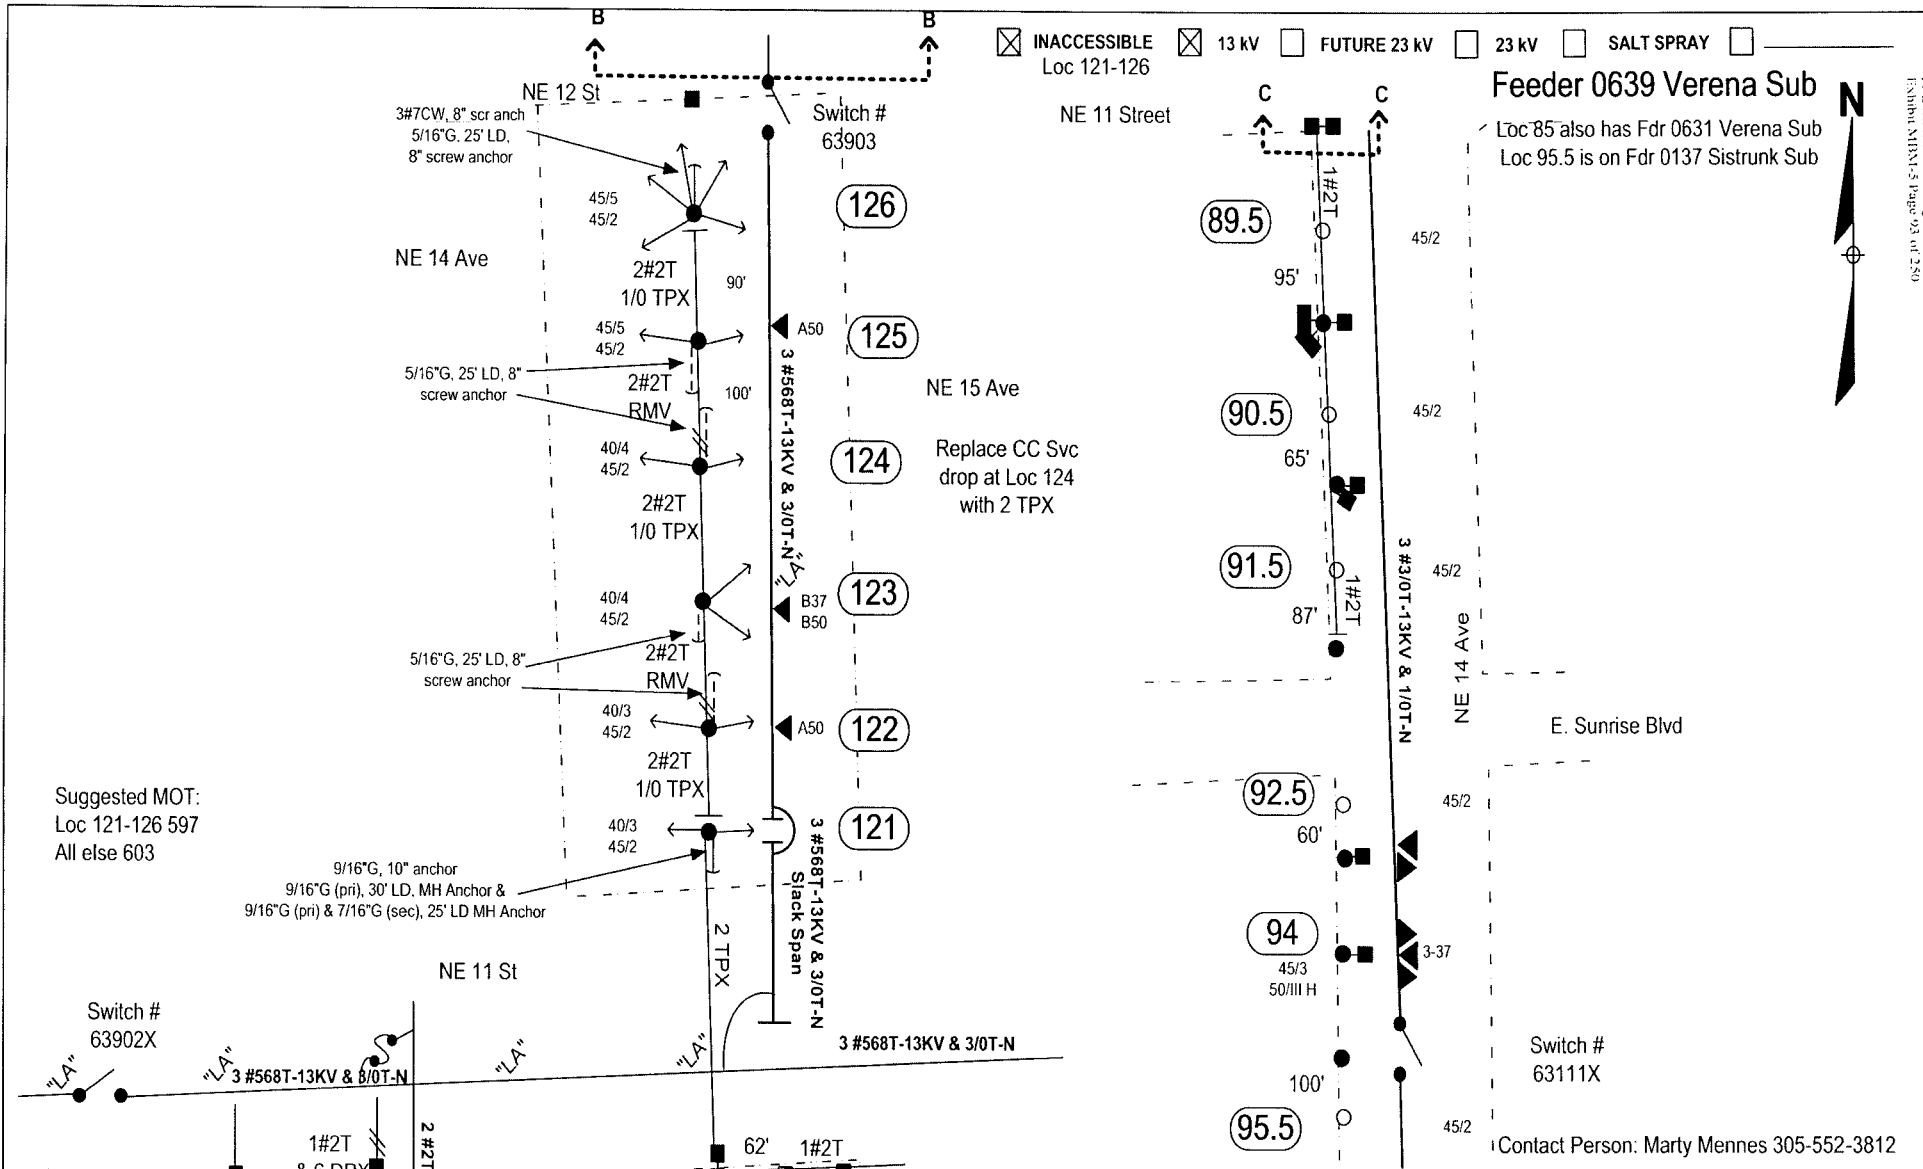 B
B
INACCESSIBLE
Loc 121-126
13 kV
FUTURE 23 kV
23 kV
SALT SPRAY
Feeder 0639 Verena Sub
Loc 85 also has Fdr 0631 Verena Sub
Loc 95.5 is on Fdr 0137 Sistrunk Sub
N
Exhibit MBM-5 Page 93 of 250
NE 12 St
Switch #
63903
3#7CW, 8" scr anch
5/16"G, 25' LD,
8" screw anchor
45/5
45/2
126
NE 14 Ave
2#2T
1/0 TPX
90'
45/5
45/2
A50
125
5/16"G, 25' LD, 8"
screw anchor
2#2T
RMV
100'
3 #568T-13KV & 3/0T-N
NE 15 Ave
40/4
45/2
124
Replace CC Svc
drop at Loc 124
with 2 TPX
2#2T
1/0 TPX
"LA"
40/4
45/2
B37
B50
123
5/16"G, 25' LD, 8"
screw anchor
2#2T
RMV
40/3
45/2
A50
122
2#2T
1/0 TPX
Suggested MOT:
Loc 121-126 597
All else 603
40/3
45/2
121
9/16"G, 10" anchor
9/16"G (pri), 30' LD, MH Anchor &
9/16"G (pri) & 7/16"G (sec), 25' LD MH Anchor
3 #568T-13KV & 3/0T-N
Slack Span
2 TPX
NE 11 St
Switch #
63902X
"LA"
"LA"
"LA"
"LA"
3 #568T-13KV & 3/0T-N
3 #568T-13KV & 3/0T-N
1#2T
& 6 DPX
2 #2T
62'
1#2T
NE 11 Street
C
C
1#2T
89.5
45/2
95'
90.5
45/2
65'
91.5
45/2
1#2T
87'
3 #3/0T-13KV & 1/0T-N
NE 14 Ave
E. Sunrise Blvd
92.5
45/2
60'
94
45/3
50/III H
3-37
Switch #
63111X
100'
95.5
45/2
Contact Person: Marty Mennes 305-552-3812